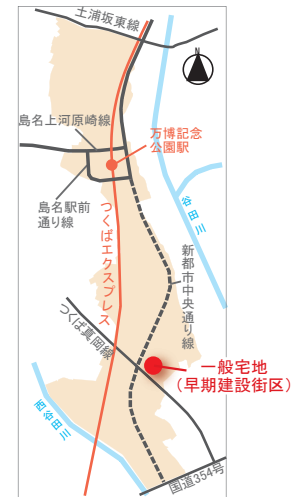 土浦坂東線
N
島名上河原崎線
万博記念
公園駅
島名駅前
通り線
つくばエクスプレス
谷田川
新都市中央通り線
つくば真岡線
一般宅地
(早期建設街区)
西谷田川
国道354号